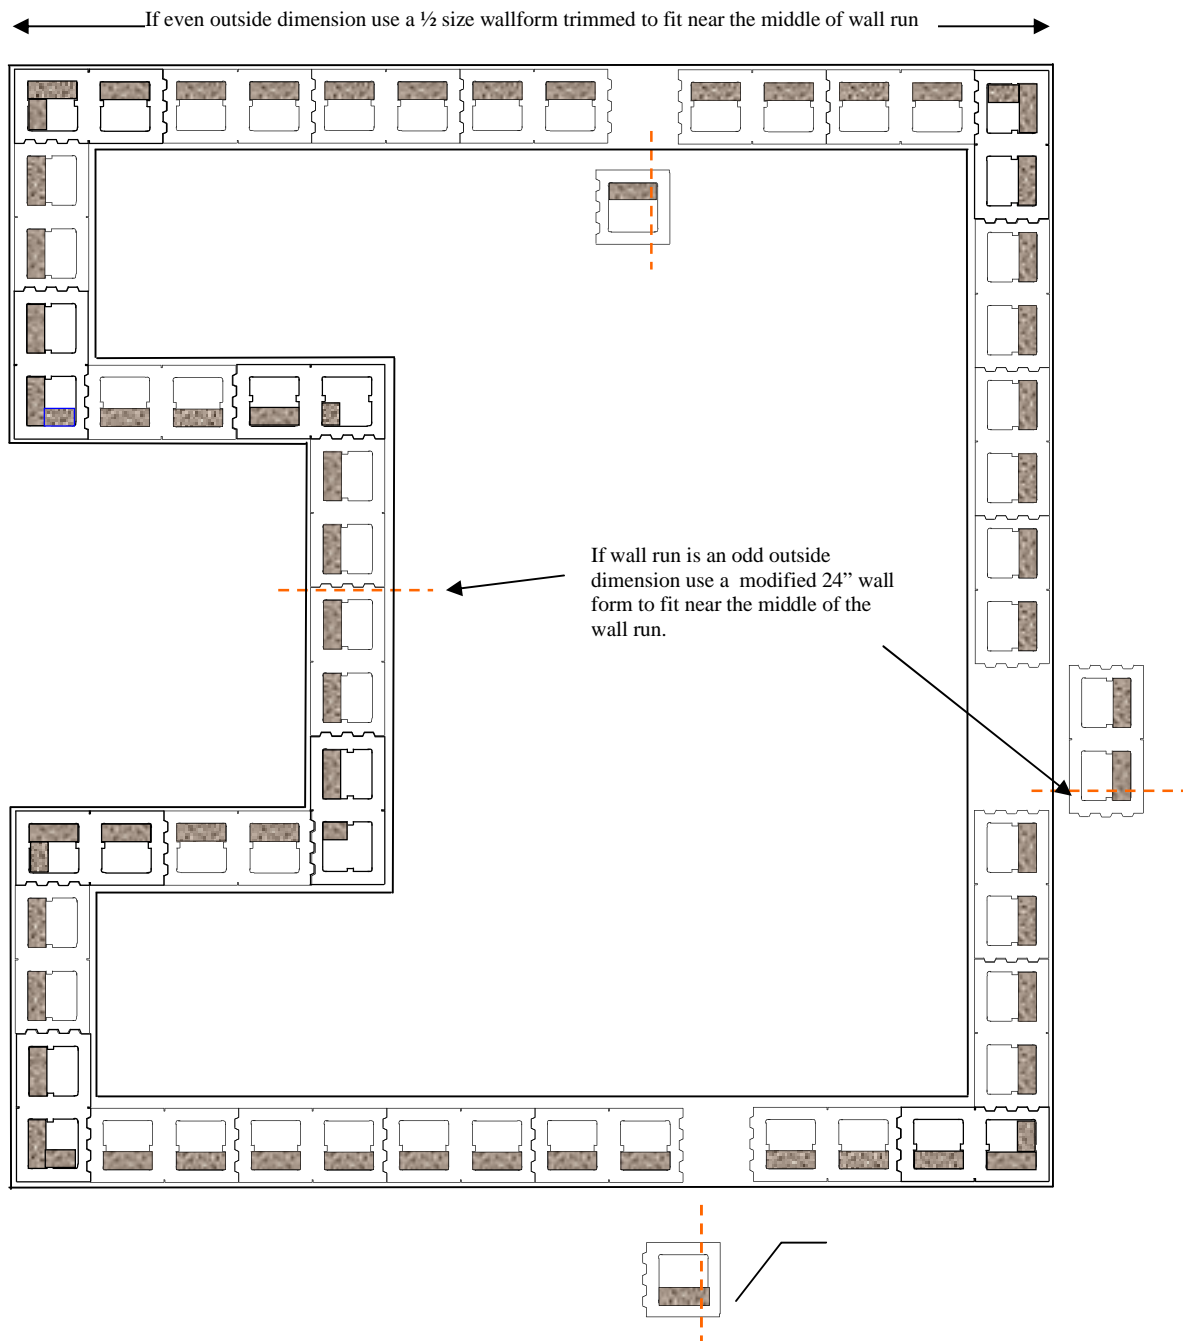 If even outside dimension use a ½ size wallform trimmed to fit near the middle of wall run
If wall run is an odd outside
dimension use a modified 24” wall
form to fit near the middle of the
wall run.